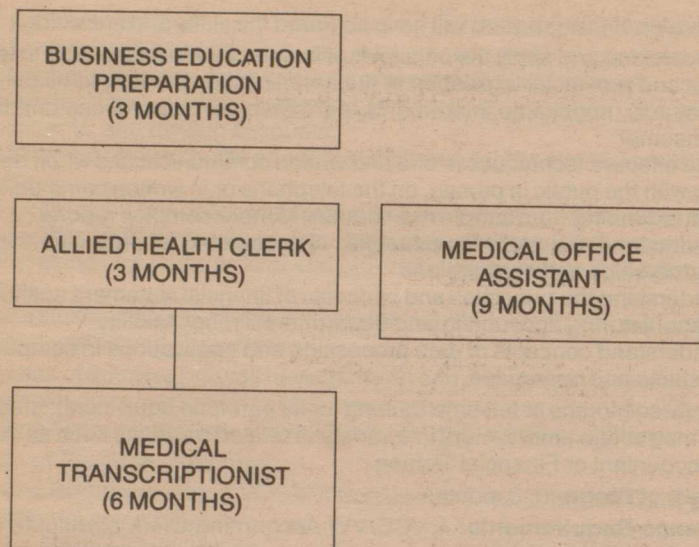 BUSINESS EDUCATION
PREPARATION
(3 MONTHS)
ALLIED HEALTH CLERK
(3 MONTHS)
MEDICAL OFFICE
ASSISTANT
(9 MONTHS)
MEDICAL
TRANSCRIPTIONIST
(6 MONTHS)